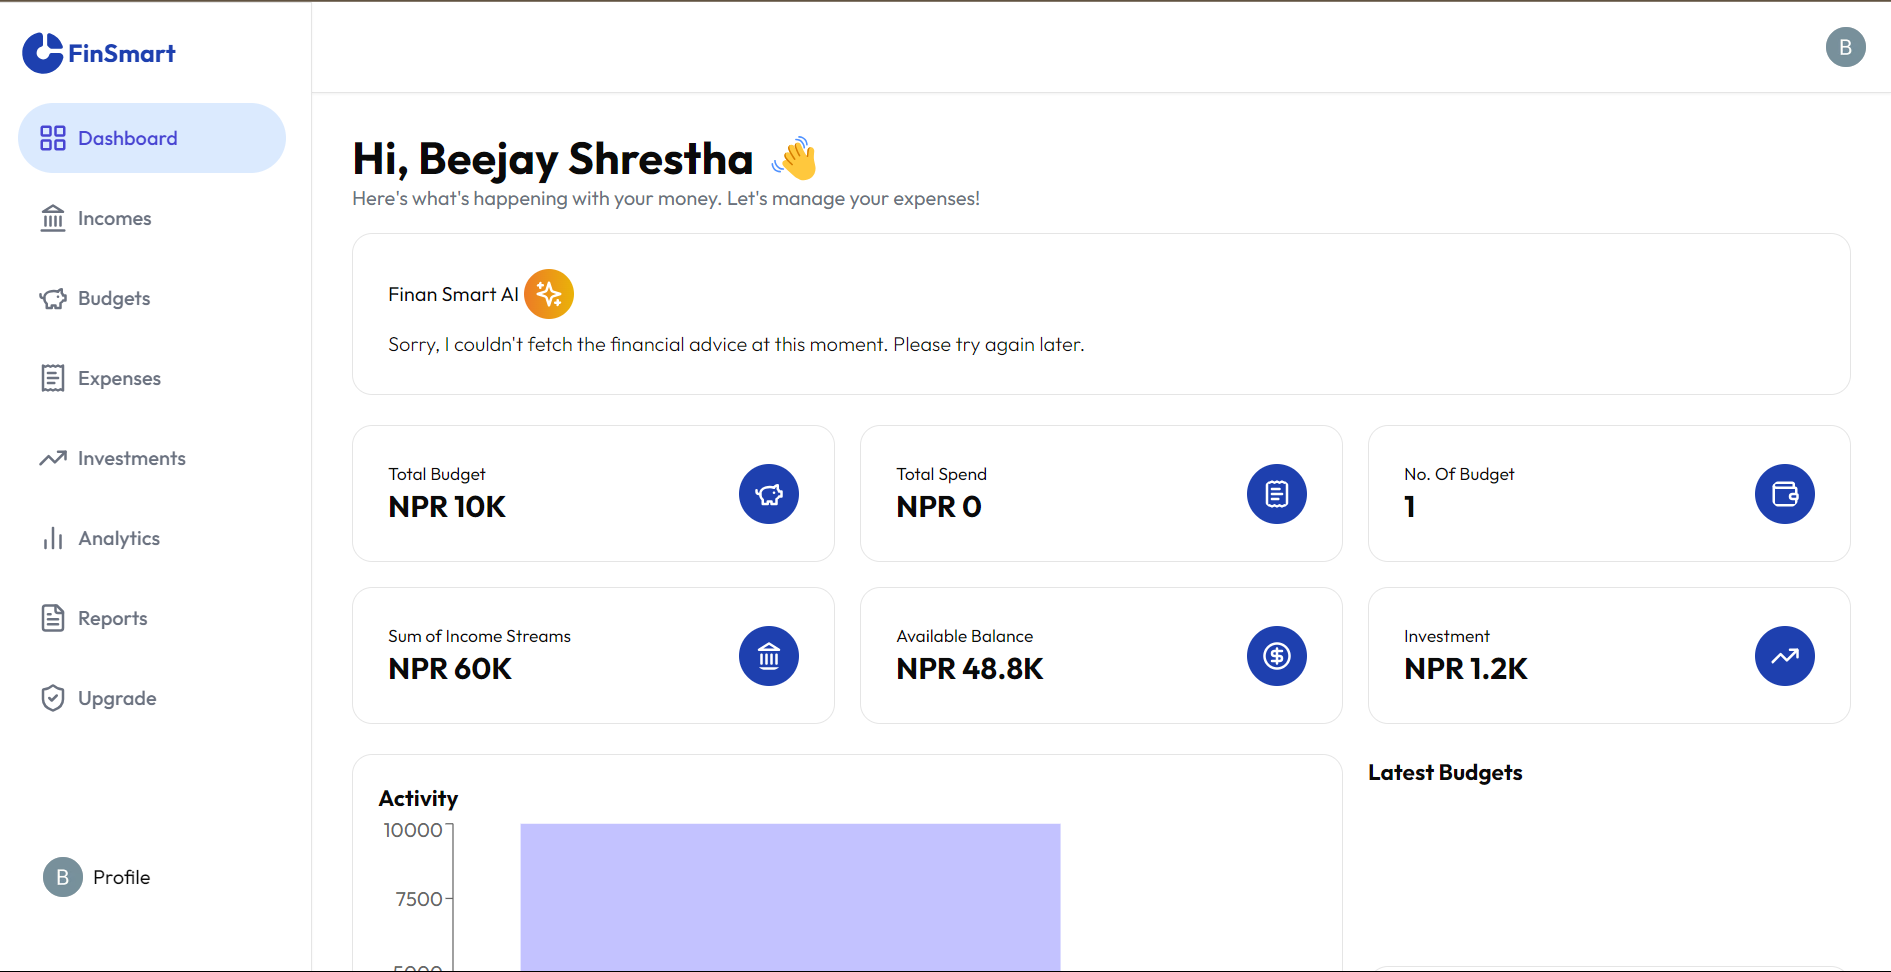 FinSmart
B
Dashboard
Incomes
Budgets
Expenses
Investments
Analytics
Reports
Upgrade
B Profile
Hi, Beejay Shrestha 👋
Here's what's happening with your money. Let's manage your expenses!
Finan Smart AI
Sorry, I couldn't fetch the financial advice at this moment. Please try again later.
Total Budget
NPR 10K
Total Spend
NPR 0
No. Of Budget
1
Sum of Income Streams
NPR 60K
Available Balance
NPR 48.8K
Investment
NPR 1.2K
Activity
10000
7500
5000
Latest Budgets